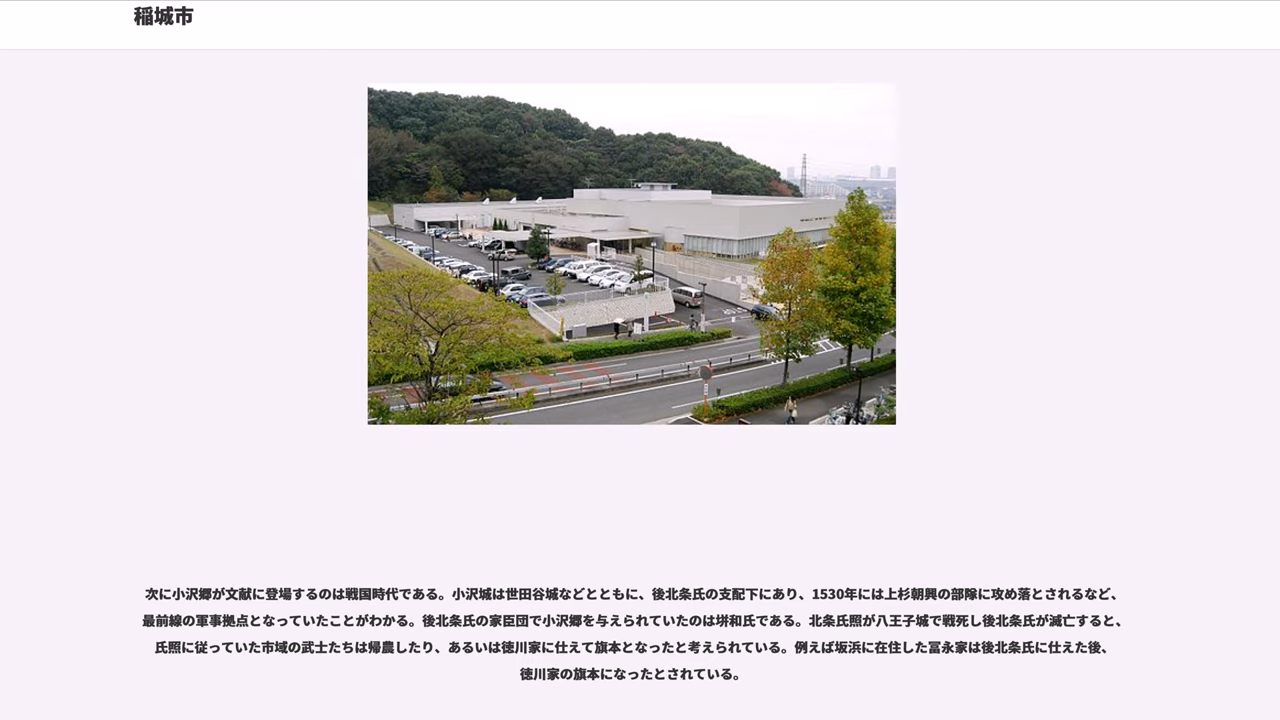 稲城市
次に小沢郷が文献に登場するのは戦国時代である。小沢城は世田谷城などとともに、後北条氏の支配下にあり、1530年には上杉朝興の部隊に攻め落とされるなど、
最前線の軍事拠点となっていたことがわかる。後北条氏の家臣団で小沢郷を与えられていたのは垪和氏である。北条氏照が八王子城で戦死し後北条氏が滅亡すると、
氏照に従っていた市域の武士たちは帰農したり、あるいは徳川家に仕えて旗本となったと考えられている。例えば坂浜に在住した冨永家は後北条氏に仕えた後、
徳川家の旗本になったとされている。